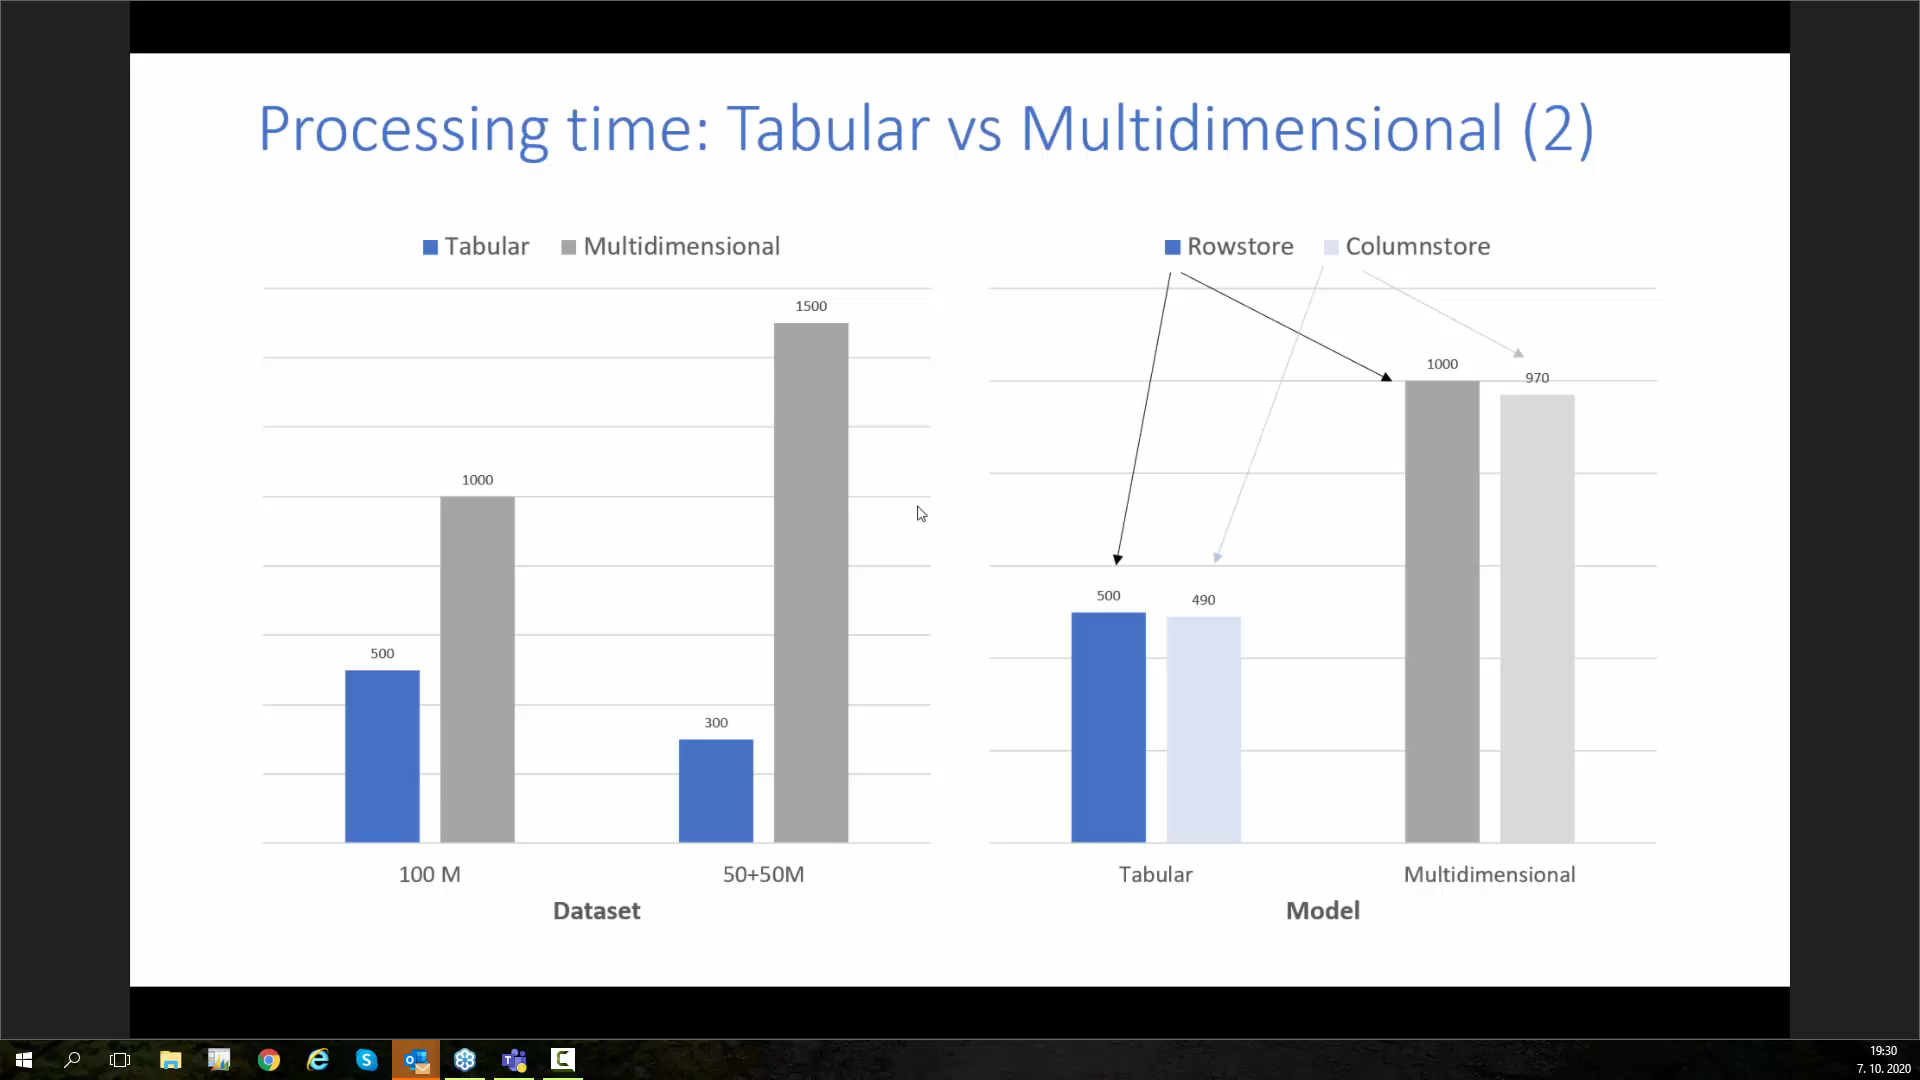 Processing time: Tabular vs Multidimensional (2)
Tabular Multidimensional
1500
1000
500
300
100 M 50+50M
Dataset
Rowstore Columnstore
1000
970
500
490
Tabular Multidimensional
Model
19:30
7. 10. 2020